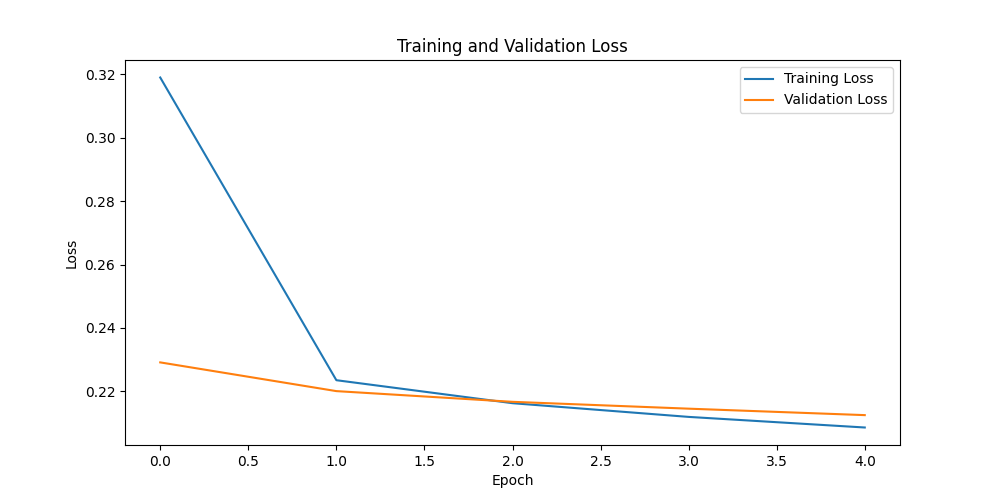 Training and Validation Loss
Training Loss
Validation Loss
0.32
0.30
0.28
0.26
0.24
0.22
Loss
0.0 0.5 1.0 1.5 2.0 2.5 3.0 3.5 4.0
Epoch